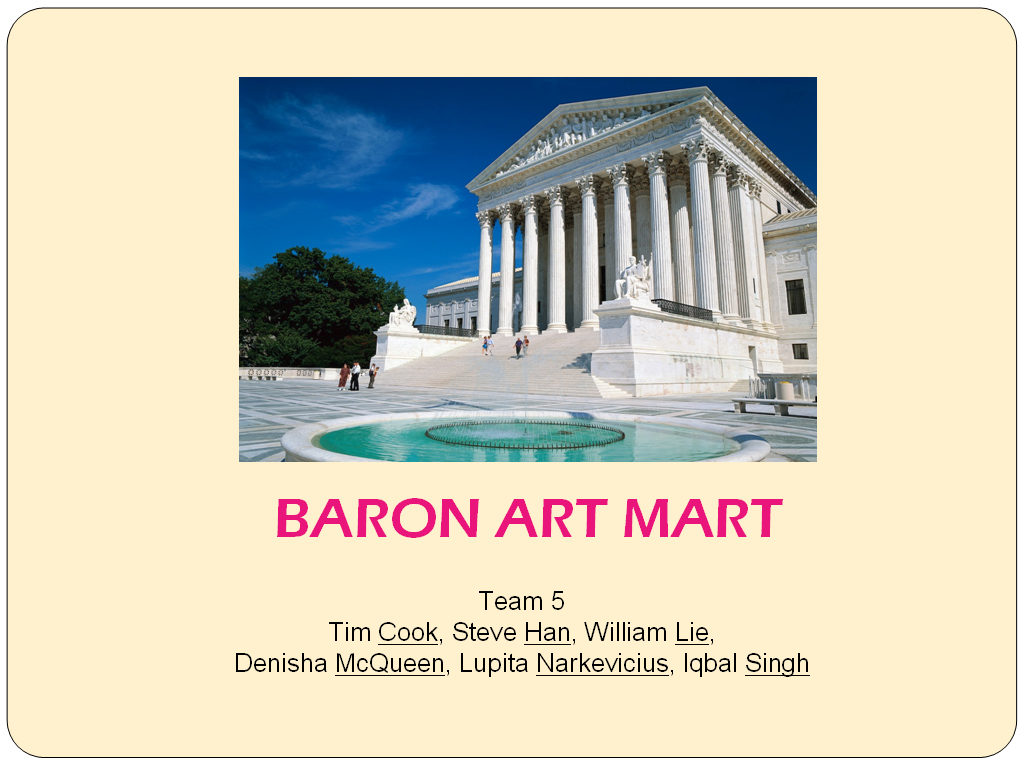 BARON ART MART
Team 5
Tim Cook, Steve Han, William Lie,
Denisha McQueen, Lupita Narkevicius, Iqbal Singh